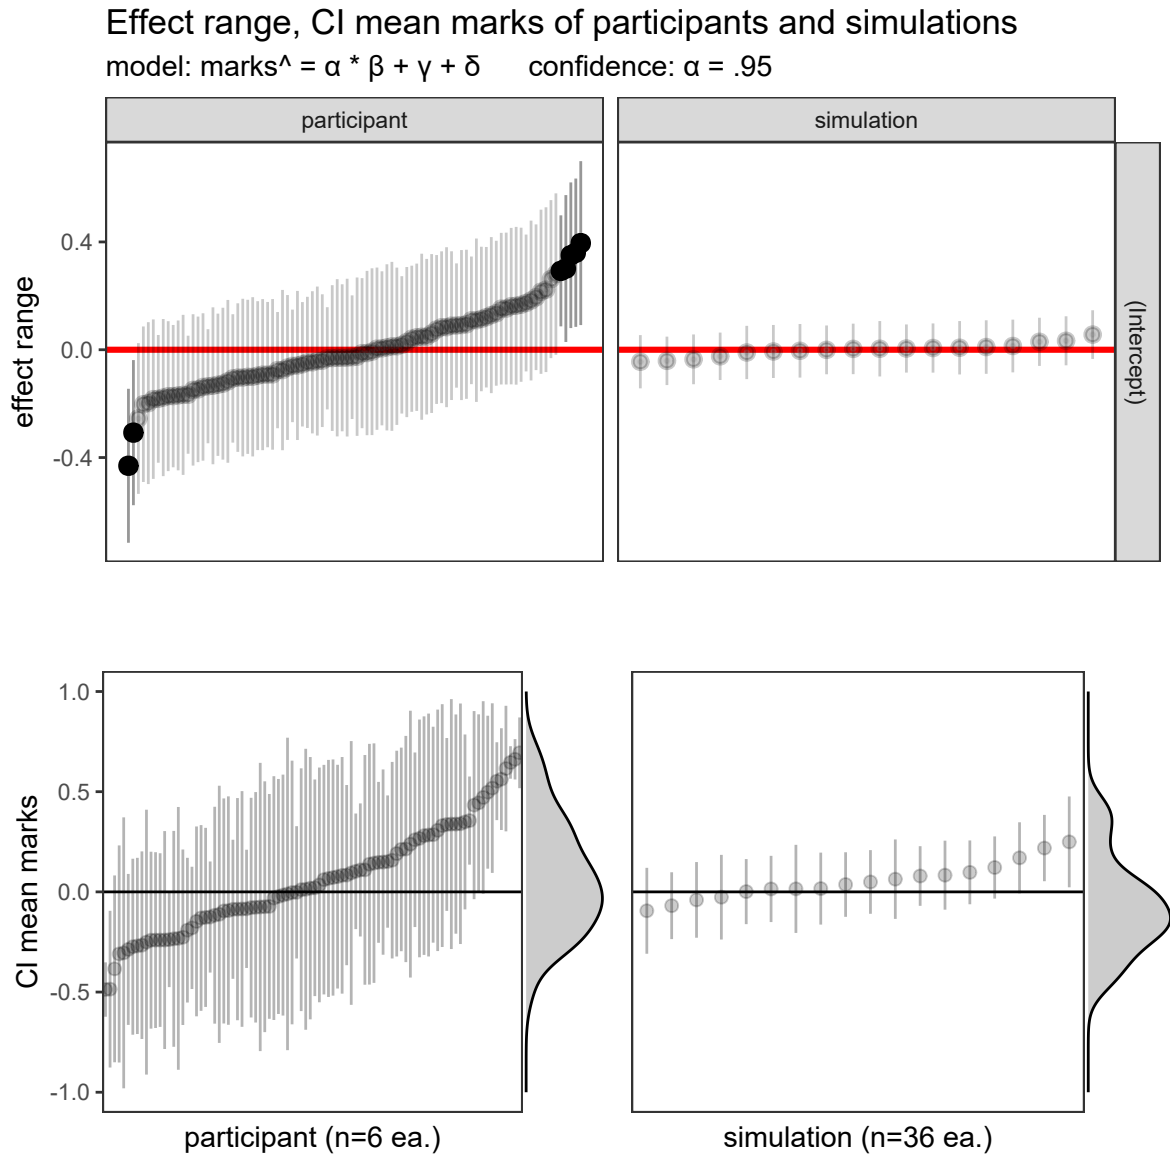 Effect range, CI mean marks of participants and simulations
model: marks^ = α * β + γ + δ confidence: α = .95
participant
simulation
effect range
0.4
0.0
-0.4
(Intercept)
CI mean marks
1.0
0.5
0.0
-0.5
-1.0
participant (n=6 ea.)
simulation (n=36 ea.)